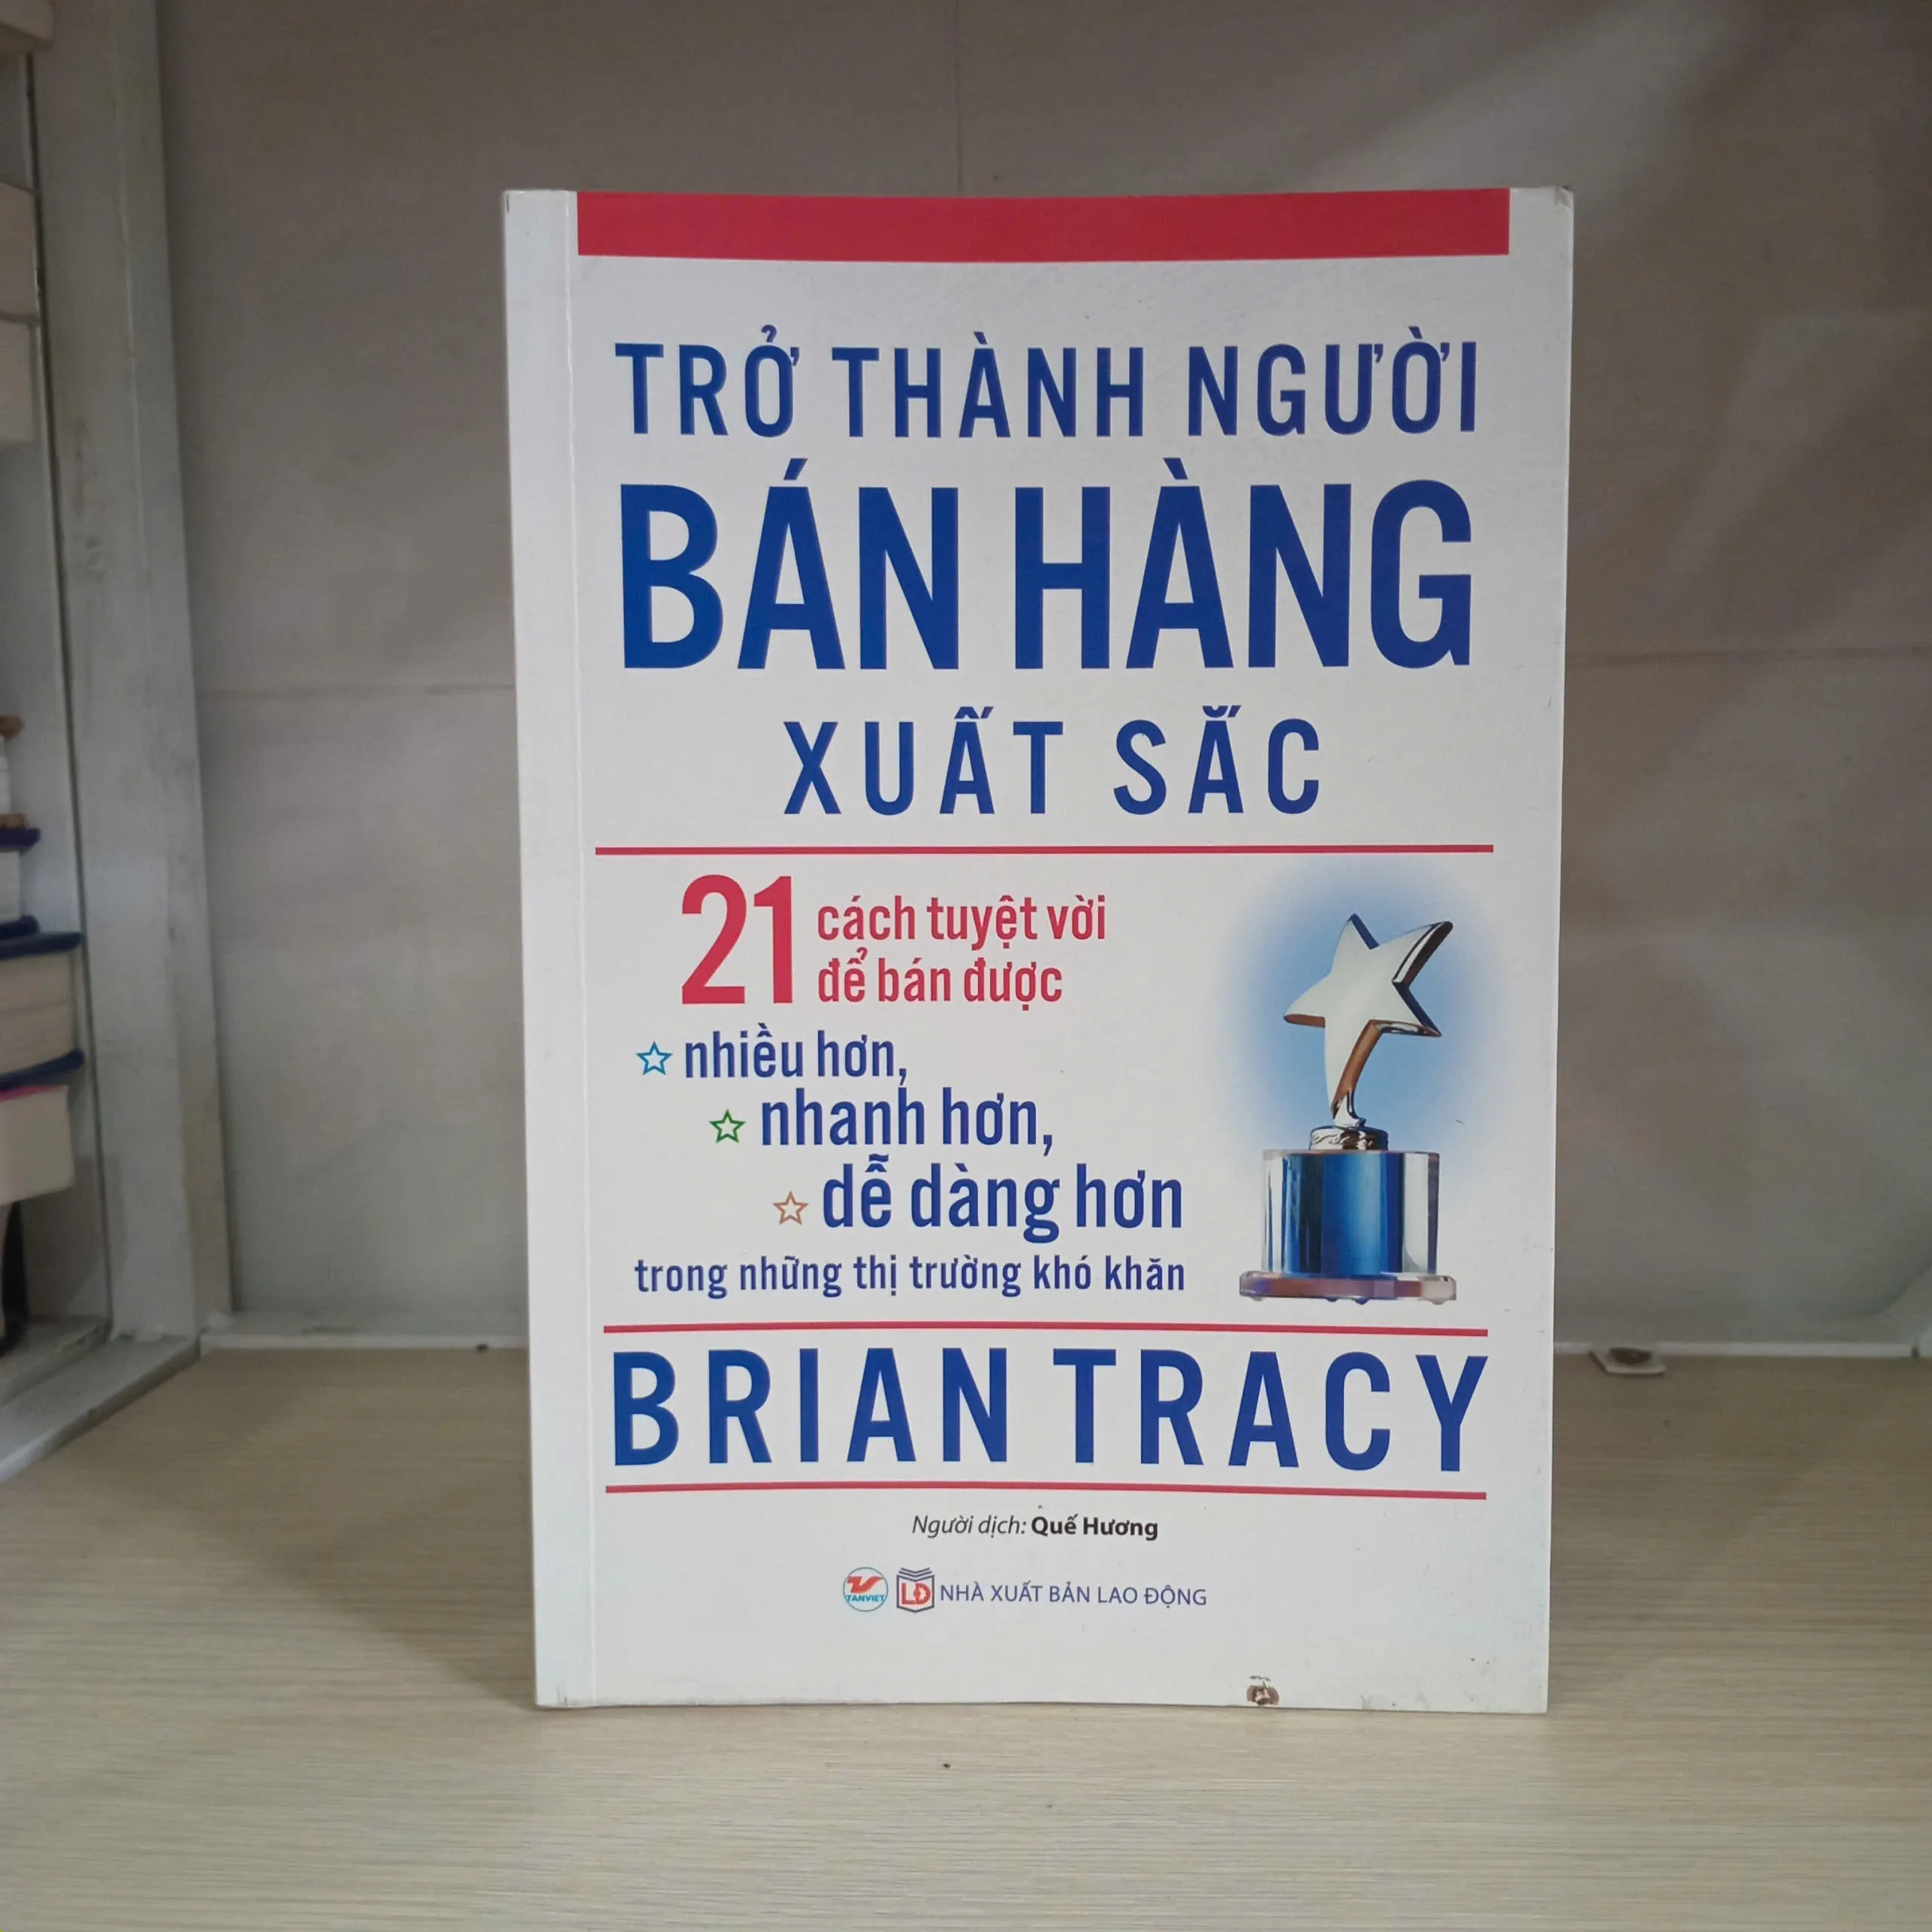 TRỞ THÀNH NGƯỜI
BÁN HÀNG
XUẤT SẮC
21 cách tuyệt vời
để bán được
nhiều hơn,
nhanh hơn,
dễ dàng hơn
trong những thị trường khó khăn
BRIAN TRACY
Người dịch: Quế Hương
TANVIET LĐ NHÀ XUẤT BẢN LAO ĐỘNG